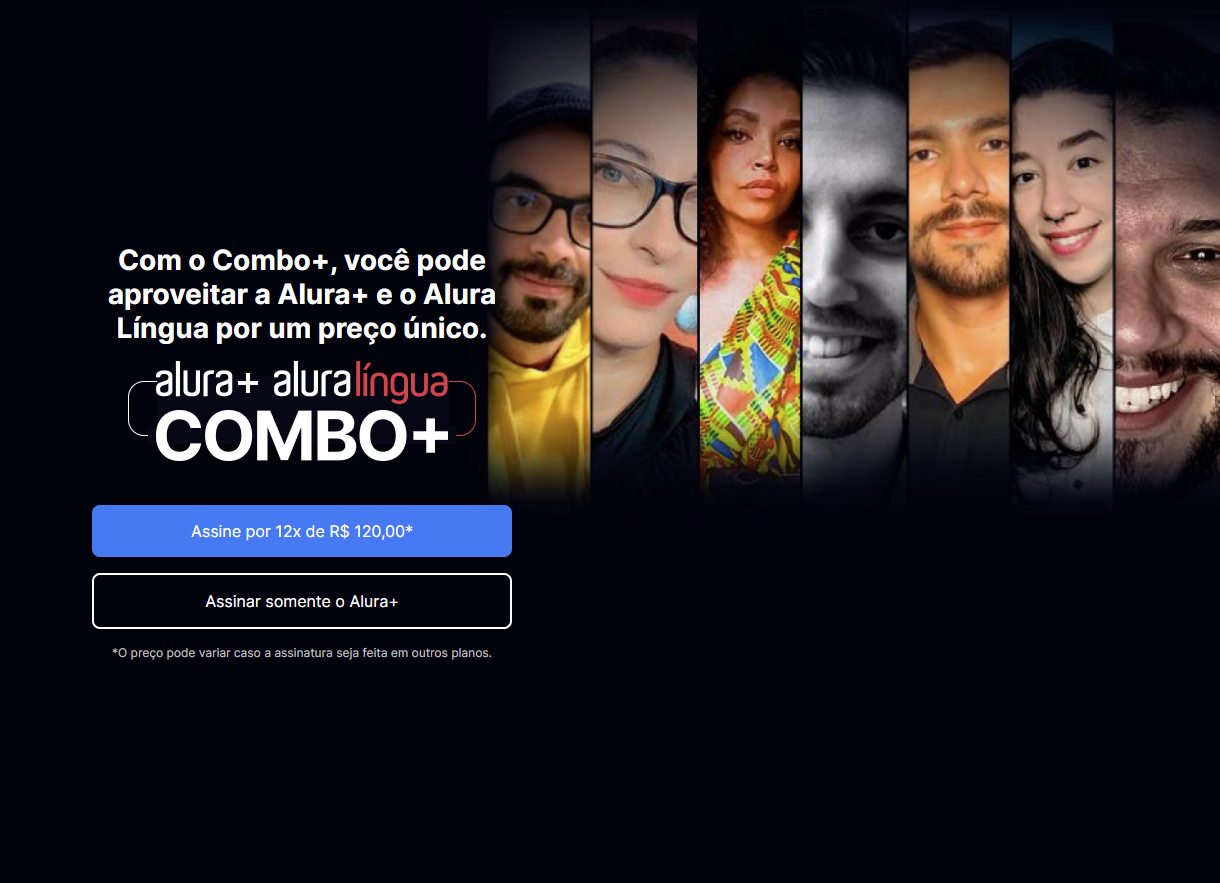 Com o Combo+, você pode
aproveitar a Alura+ e o Alura
Língua por um preço único.
alura+ aluralíngua
COMBO+
Assine por 12x de R$ 120,00*
Assinar somente o Alura+
*O preço pode variar caso a assinatura seja feita em outros planos.